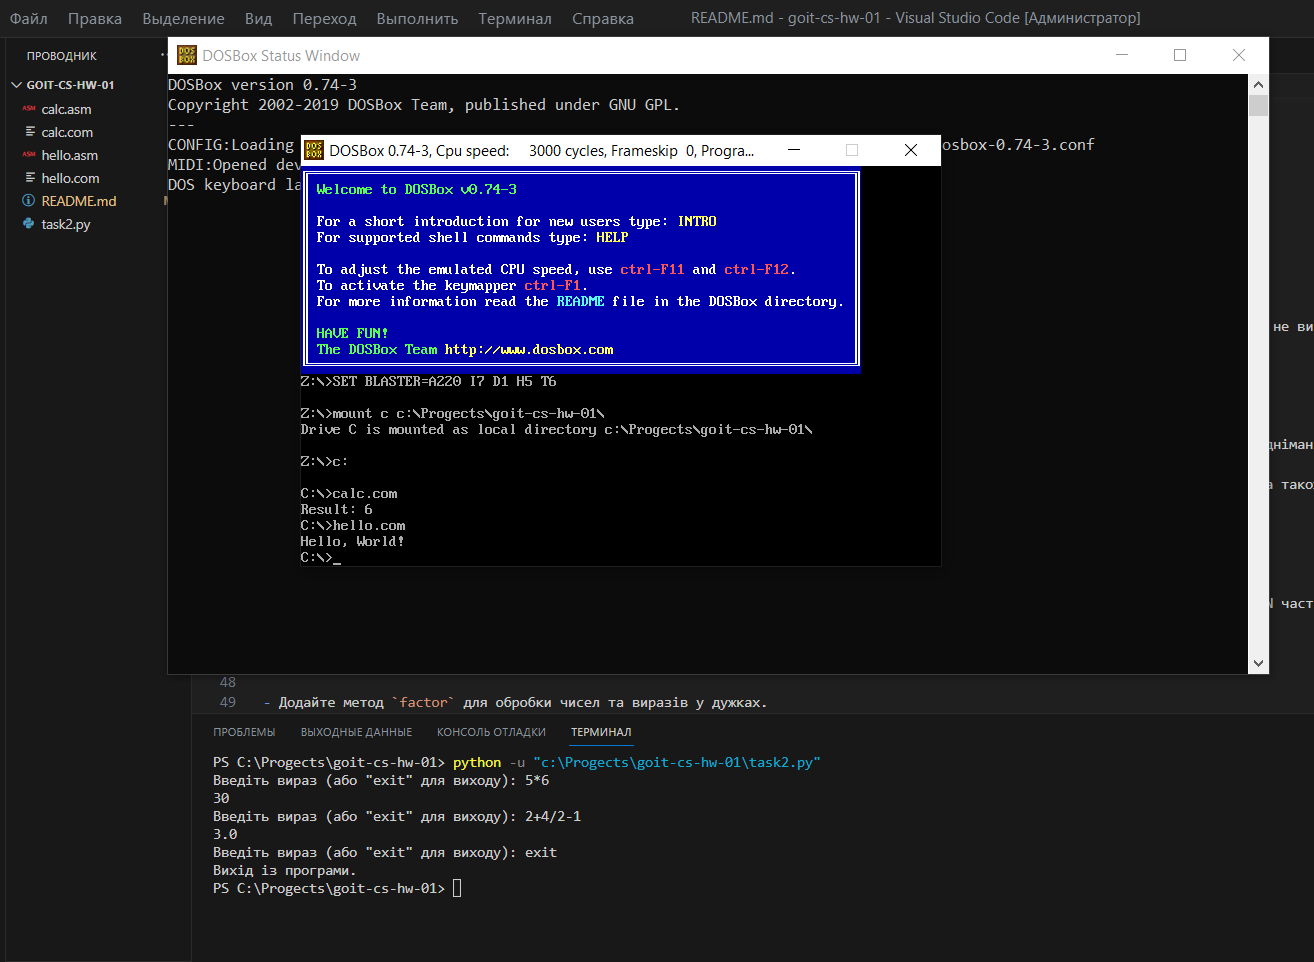 Файл Правка Выделение Вид Переход Выполнить Терминал Справка README.md - goit-cs-hw-01 - Visual Studio Code [Администратор]
ПРОВОДНИК
GOIT-CS-HW-01
ASM calc.asm
calc.com
ASM hello.asm
hello.com
README.md
task2.py
DOSBox Status Window
DOSBox version 0.74-3
Copyright 2002-2019 DOSBox Team, published under GNU GPL.
---
CONFIG:Loading osbox-0.74-3.conf
MIDI:Opened dev
DOS keyboard la
DOSBox 0.74-3, Cpu speed: 3000 cycles, Frameskip 0, Progra...
Welcome to DOSBox v0.74-3
For a short introduction for new users type: INTRO
For supported shell commands type: HELP
To adjust the emulated CPU speed, use ctrl-F11 and ctrl-F12.
To activate the keymapper ctrl-F1.
For more information read the README file in the DOSBox directory.
HAVE FUN!
The DOSBox Team http://www.dosbox.com
Z:\>SET BLASTER=A220 I7 D1 H5 T6
Z:\>mount c c:\Progects\goit-cs-hw-01\
Drive C is mounted as local directory c:\Progects\goit-cs-hw-01\
Z:\>c:
C:\>calc.com
Result: 6
C:\>hello.com
Hello, World!
C:\>_
не ви
дніман
а тако
N част
48
49 - Додайте метод `factor` для обробки чисел та виразів у дужках.
ПРОБЛЕМЫ ВЫХОДНЫЕ ДАННЫЕ КОНСОЛЬ ОТЛАДКИ ТЕРМИНАЛ
PS C:\Progects\goit-cs-hw-01> python -u "c:\Progects\goit-cs-hw-01\task2.py"
Введіть вираз (або "exit" для виходу): 5*6
30
Введіть вираз (або "exit" для виходу): 2+4/2-1
3.0
Введіть вираз (або "exit" для виходу): exit
Вихід із програми.
PS C:\Progects\goit-cs-hw-01>